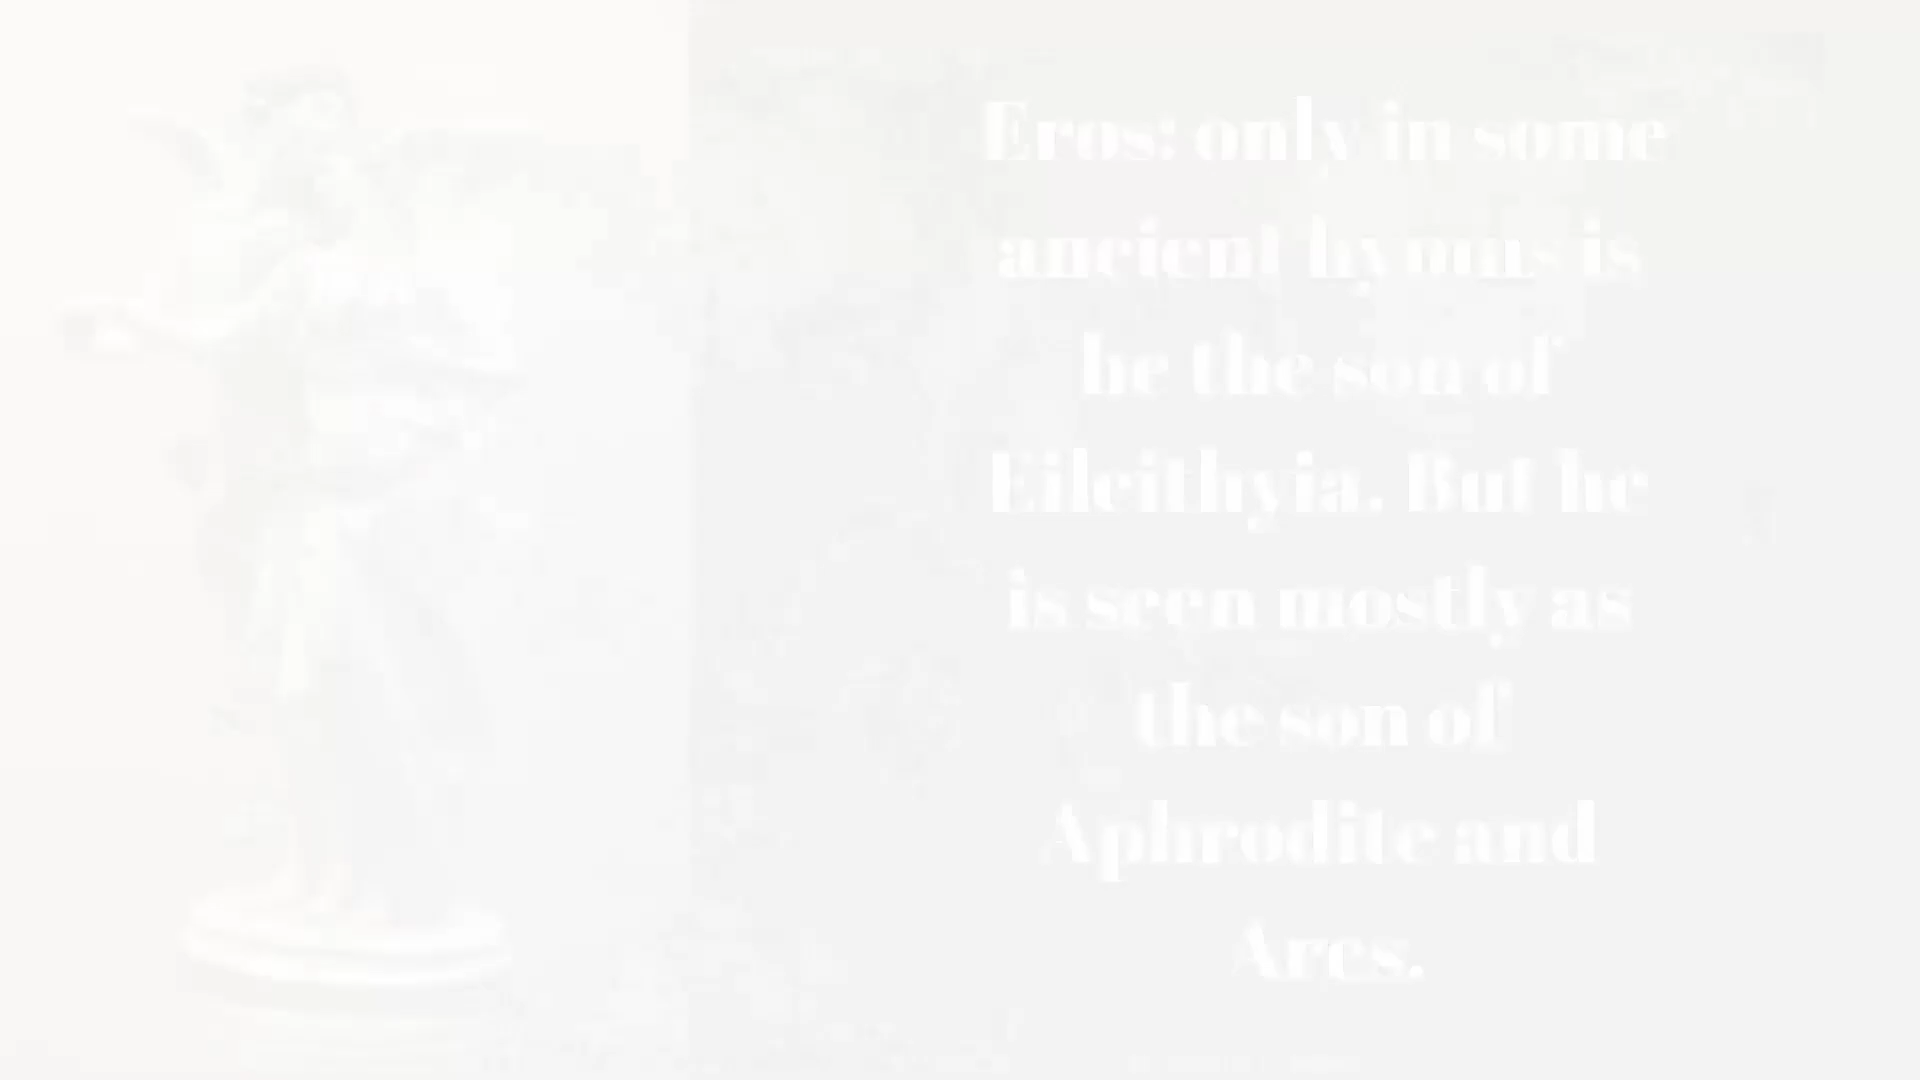 Eros: only in some
ancient hymns is
he the son of
Eileithyia. But he
is seen mostly as
the son of
Aphrodite and
Ares.